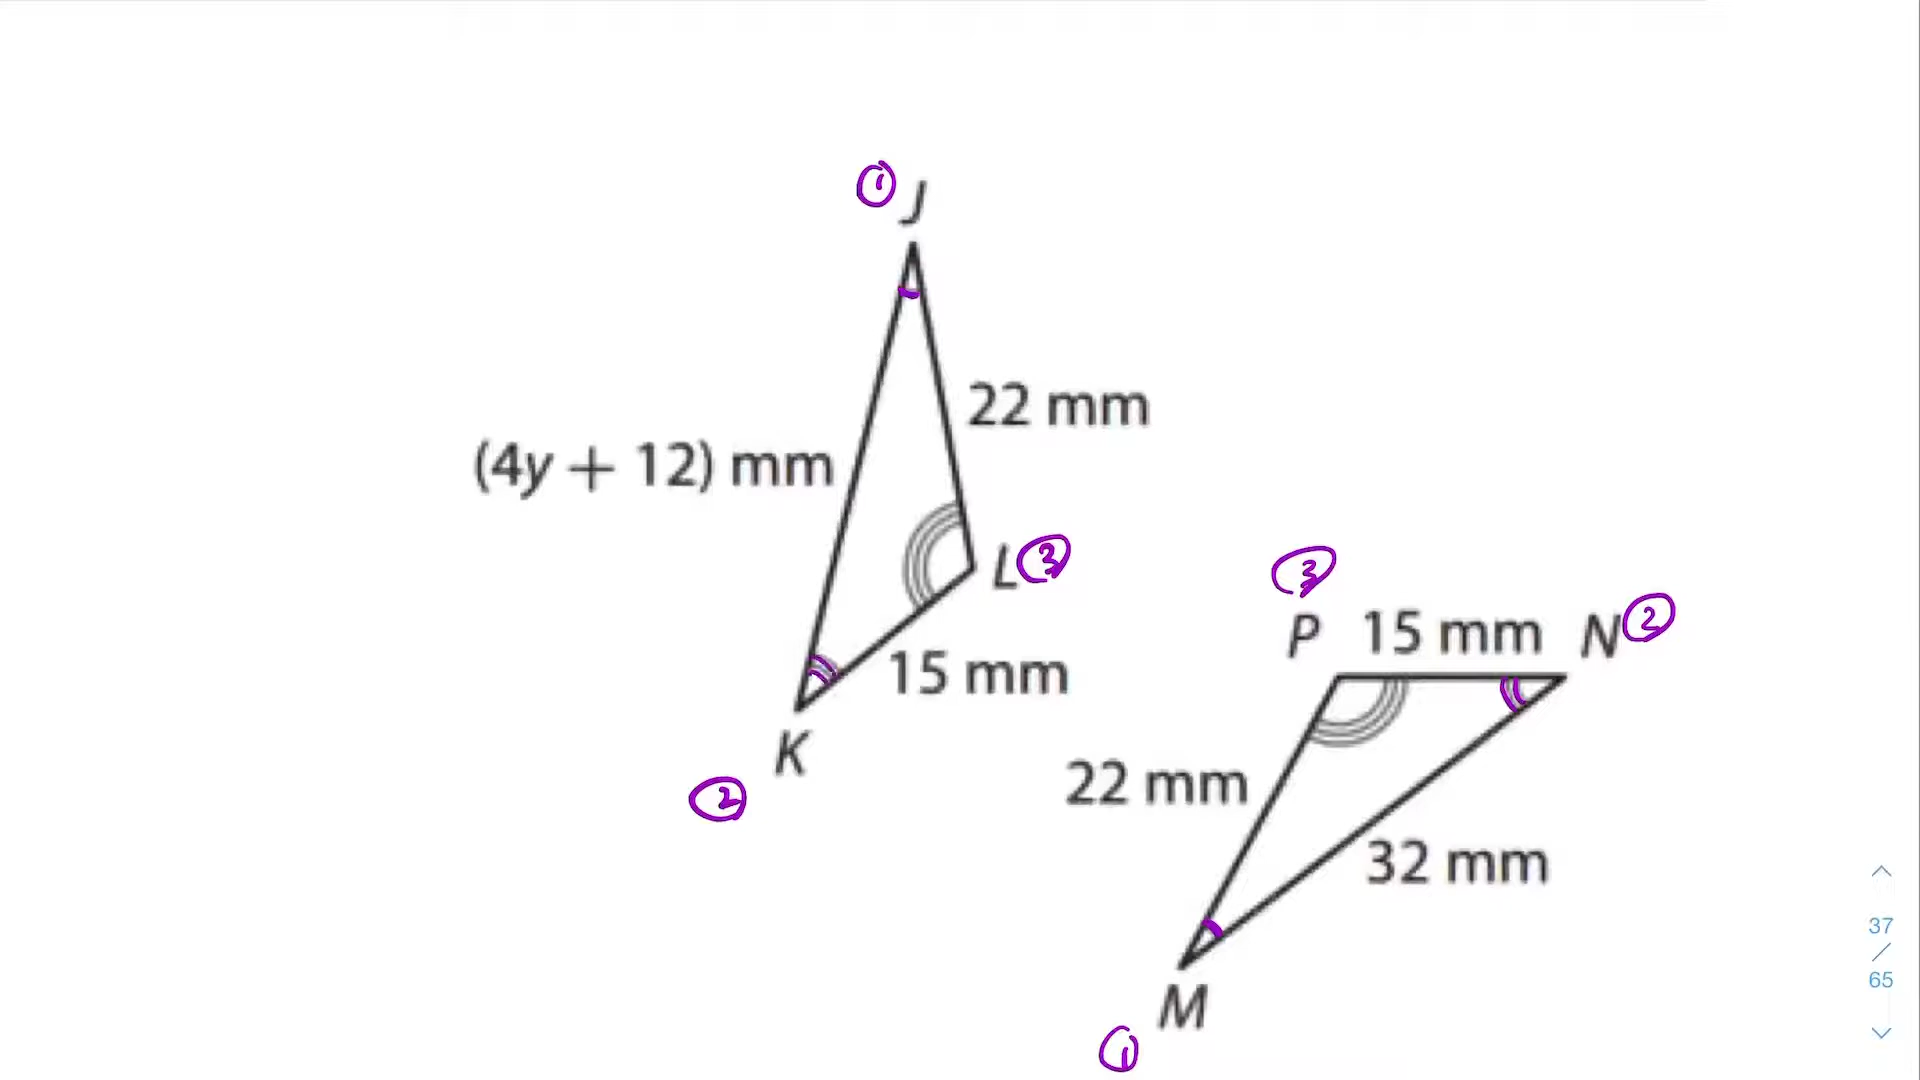 ① J
22 mm
(4y + 12) mm
L ③
③
P 15 mm N ②
15 mm
K
②
22 mm
32 mm
M
①
37
/
65